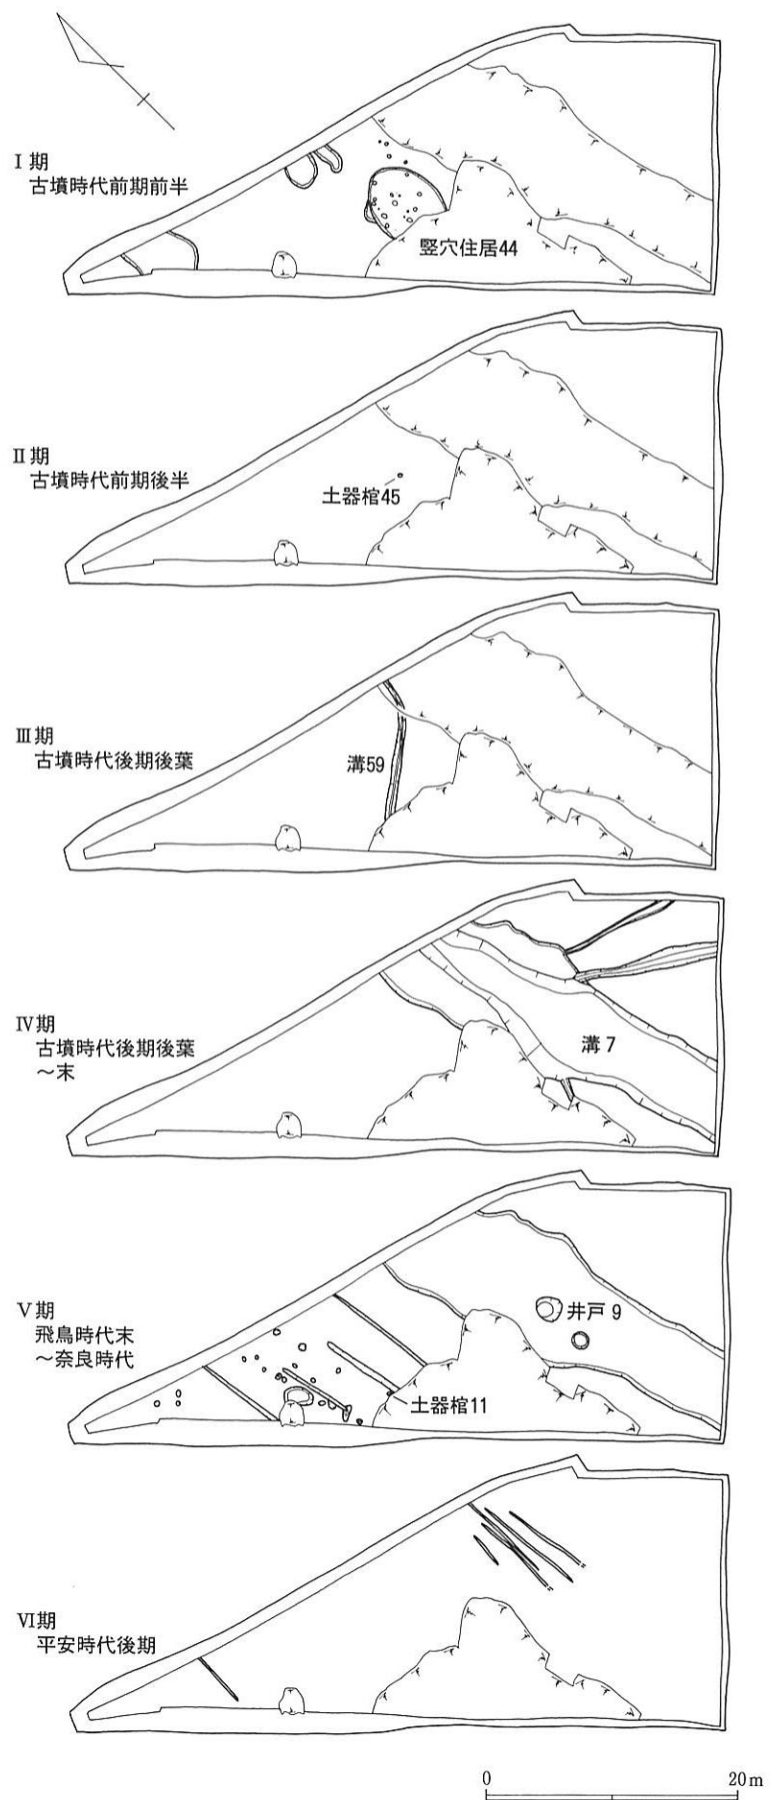 Ⅰ期
古墳時代前期前半
竪穴住居44
Ⅱ期
古墳時代前期後半
土器棺45
Ⅲ期
古墳時代後期後葉
溝59
Ⅳ期
古墳時代後期後葉
～末
溝7
Ⅴ期
飛鳥時代末
～奈良時代
井戸9
土器棺11
Ⅵ期
平安時代後期
0 20m